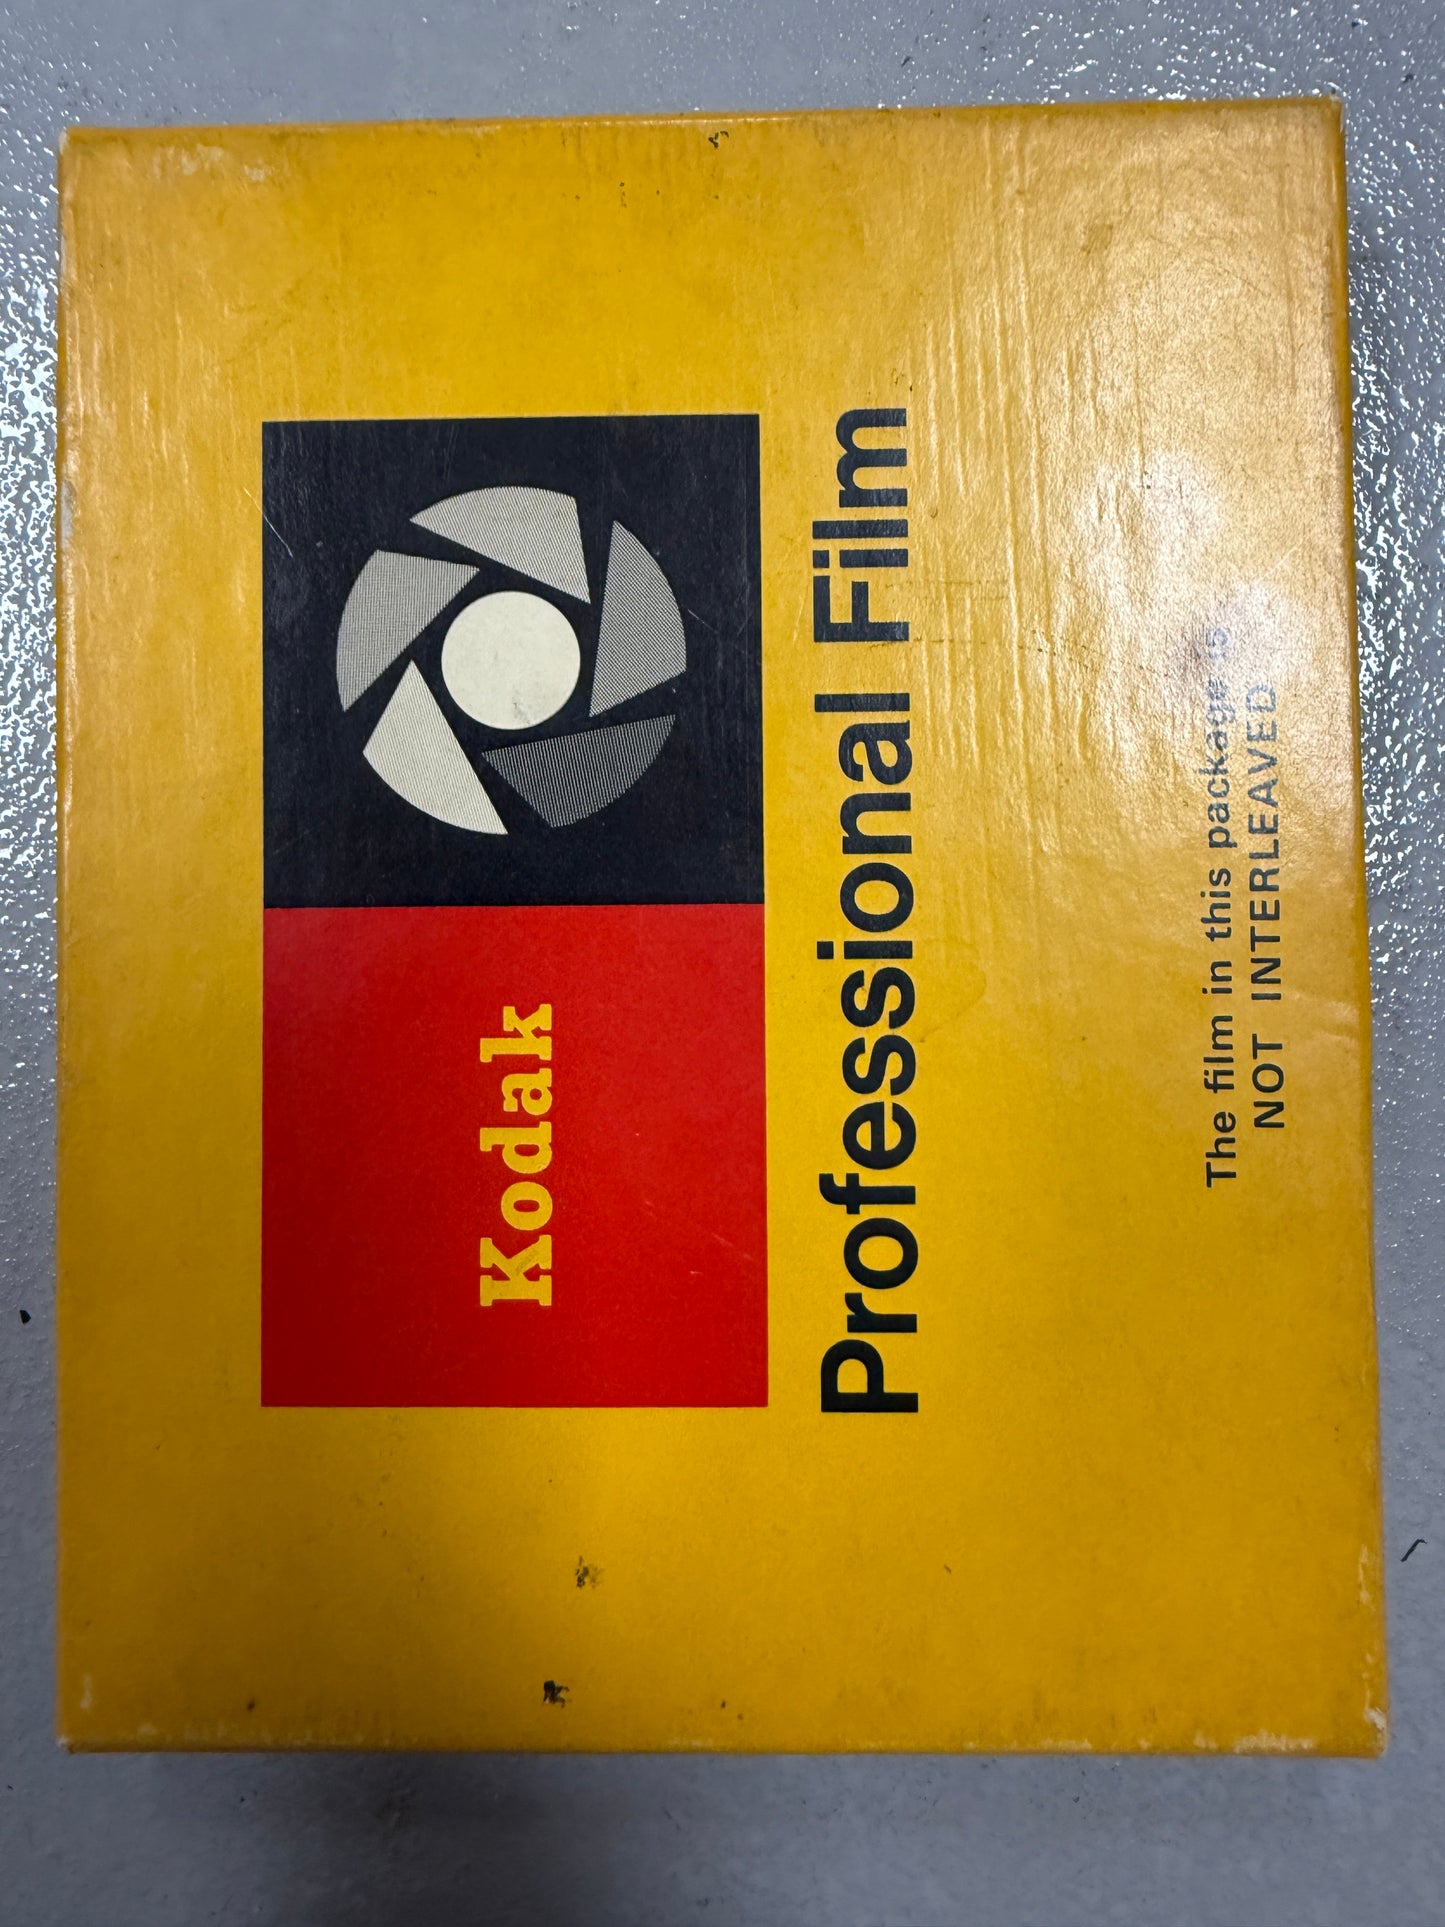 Kodak
Professional Film
The film in this package is
NOT INTERLEAVED